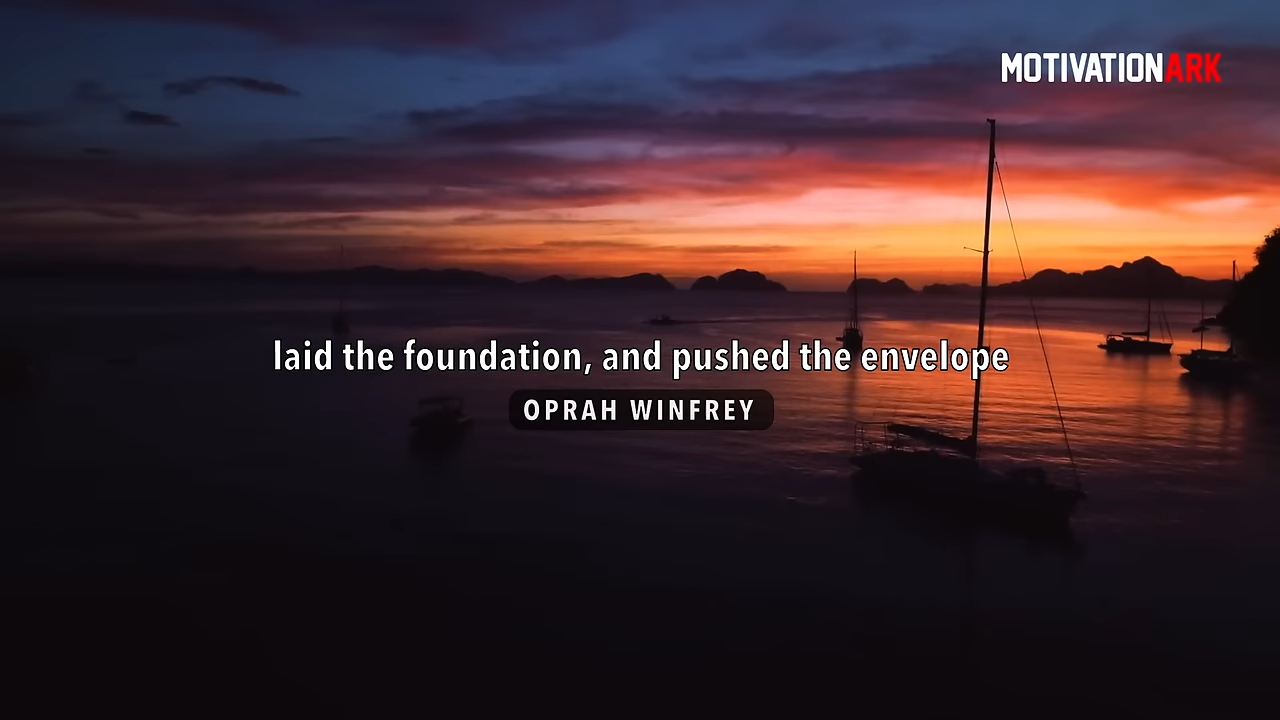 MOTIVATIONARK
laid the foundation, and pushed the envelope
OPRAH WINFREY